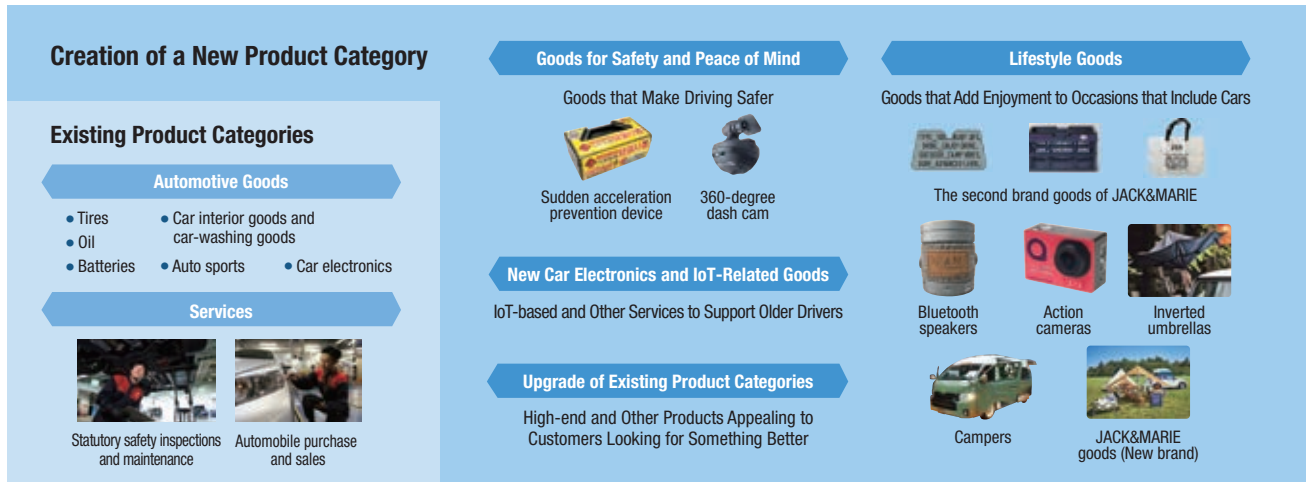 Creation of a New Product Category
Existing Product Categories
Automotive Goods
• Tires
• Oil
• Batteries
• Car interior goods and
car-washing goods
• Auto sports
• Car electronics
Services
Statutory safety inspections
and maintenance
Automobile purchase
and sales
Goods for Safety and Peace of Mind
Goods that Make Driving Safer
Sudden acceleration
prevention device
360-degree
dash cam
New Car Electronics and IoT-Related Goods
IoT-based and Other Services to Support Older Drivers
Upgrade of Existing Product Categories
High-end and Other Products Appealing to
Customers Looking for Something Better
Lifestyle Goods
Goods that Add Enjoyment to Occasions that Include Cars
The second brand goods of JACK&MARIE
Bluetooth
speakers
Action
cameras
Inverted
umbrellas
Campers
JACK&MARIE
goods (New brand)